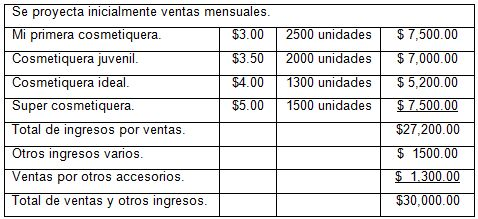 Se proyecta inicialmente ventas mensuales.
Mi primera cosmetiquera. $3.00 2500 unidades $ 7,500.00
Cosmetiquera juvenil. $3.50 2000 unidades $ 7,000.00
Cosmetiquera ideal. $4.00 1300 unidades $ 5,200.00
Super cosmetiquera. $5.00 1500 unidades $ 7,500.00
Total de ingresos por ventas. $27,200.00
Otros ingresos varios. $ 1500.00
Ventas por otros accesorios. $ 1,300.00
Total de ventas y otros ingresos. $30,000.00